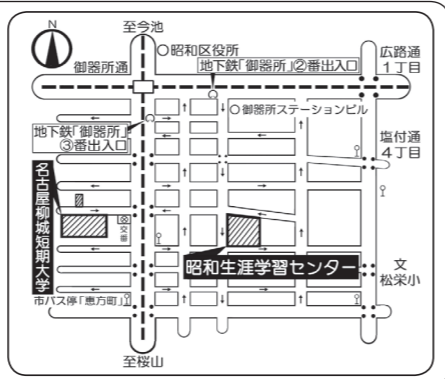 N
至今池
昭和区役所
広路通
1丁目
御器所通
地下鉄「御器所」②番出入口
御器所ステーションビル
地下鉄「御器所」
③番出入口
塩付通
4丁目
名古屋柳城短期大学
交番
昭和生涯学習センター
文
松栄小
市バス停「恵方町」
至桜山